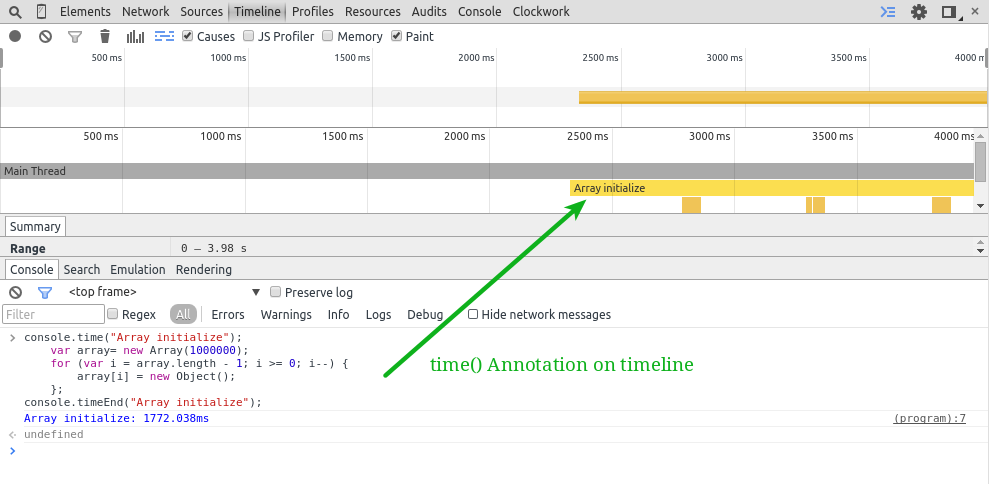 Elements Network Sources Timeline Profiles Resources Audits Console Clockwork
Causes JS Profiler Memory Paint
500 ms 1000 ms 1500 ms 2000 ms 2500 ms 3000 ms 3500 ms 4000 m
500 ms 1000 ms 1500 ms 2000 ms 2500 ms 3000 ms 3500 ms 4000 ms
Main Thread
Array initialize
Summary
Range 0 – 3.98 s
Console Search Emulation Rendering
<top frame> Preserve log
Filter Regex All Errors Warnings Info Logs Debug Hide network messages
console.time("Array initialize");
var array= new Array(1000000);
for (var i = array.length - 1; i >= 0; i--) {
array[i] = new Object();
};
console.timeEnd("Array initialize");
Array initialize: 1772.038ms (program):7
undefined
time() Annotation on timeline